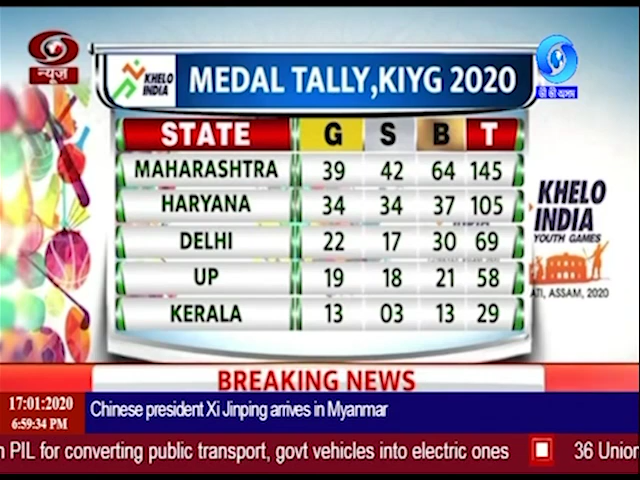 न्यूज़
डी डी असम
KHELO INDIA
MEDAL TALLY,KIYG 2020
STATE G S B T
MAHARASHTRA 39 42 64 145
HARYANA 34 34 37 105
DELHI 22 17 30 69
UP 19 18 21 58
KERALA 13 03 13 29
KHELO
INDIA
YOUTH GAMES
ATI, ASSAM, 2020
BREAKING NEWS
17:01:2020
6:59:34 PM
Chinese president Xi Jinping arrives in Myanmar
PIL for converting public transport, govt vehicles into electric ones 36 Union